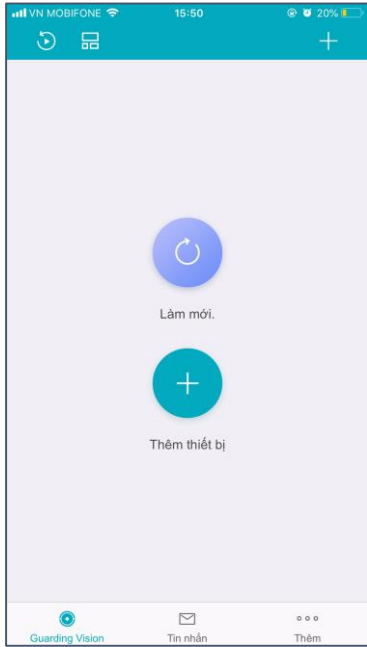 VN MOBIFONE 15:50 20%
Làm mới.
Thêm thiết bị
Guarding Vision Tin nhắn Thêm